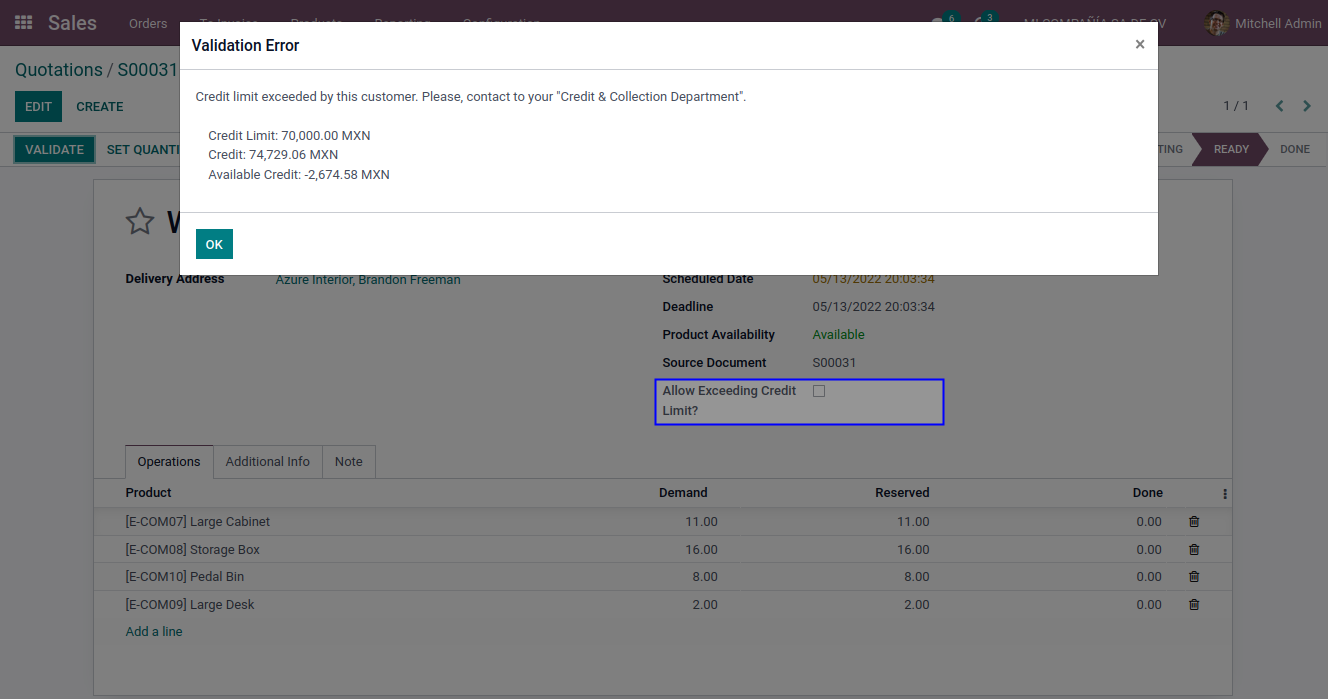 Sales
Orders
To Invoice
Products
Reporting
Configuration
6
3
Mitchell Admin
Validation Error
×
Quotations / S00031
EDIT
CREATE
1 / 1
Credit limit exceeded by this customer. Please, contact to your "Credit & Collection Department".
Credit Limit: 70,000.00 MXN
Credit: 74,729.06 MXN
Available Credit: -2,674.58 MXN
VALIDATE
SET QUANTI
TING
READY
DONE
OK
W
Delivery Address
Azure Interior, Brandon Freeman
Scheduled Date
05/13/2022 20:03:34
Deadline
05/13/2022 20:03:34
Product Availability
Available
Source Document
S00031
Allow Exceeding Credit
Limit?
Operations
Additional Info
Note
Product Demand Reserved Done
[E-COM07] Large Cabinet 11.00 11.00 0.00
[E-COM08] Storage Box 16.00 16.00 0.00
[E-COM10] Pedal Bin 8.00 8.00 0.00
[E-COM09] Large Desk 2.00 2.00 0.00
Add a line